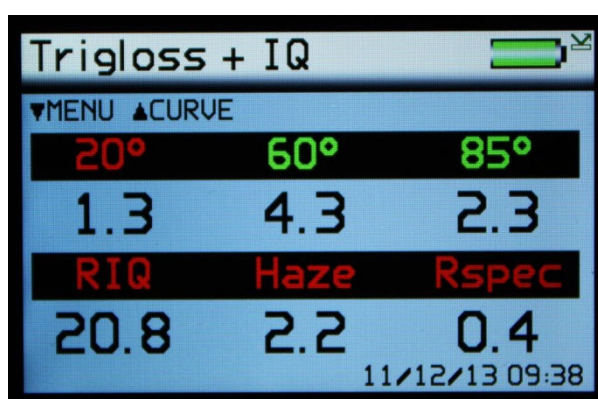 Trigloss + IQ
▼MENU ▲CURVE
20° 60° 85°
1.3 4.3 2.3
RIQ Haze Rspec
20.8 2.2 0.4
11/12/13 09:38